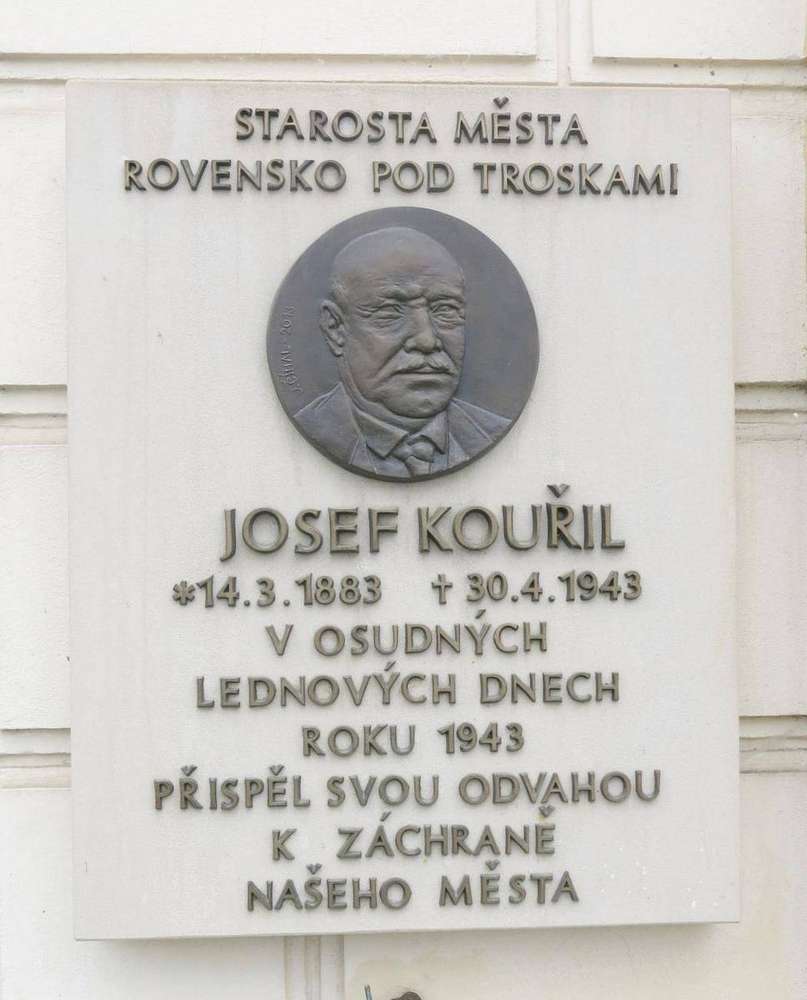 STAROSTA MĚSTA
ROVENSKO POD TROSKAMI
JOSEF KOUŘIL
*14.3.1883 †30.4.1943
V OSUDNÝCH
LEDNOVÝCH DNECH
ROKU 1943
PŘISPĚL SVOU ODVAHOU
K ZÁCHRANĚ
NAŠEHO MĚSTA